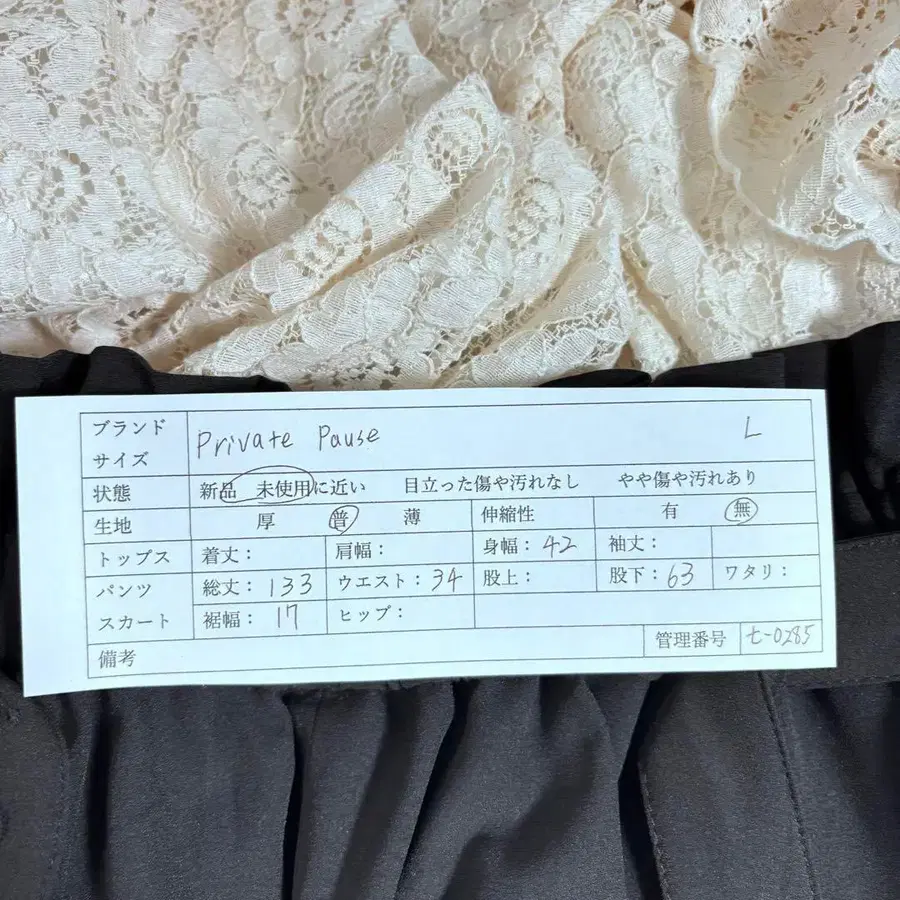 ブランド
サイズ Private Pause L
状態 新品 未使用に近い 目立った傷や汚れなし やや傷や汚れあり
生地 厚 普 薄 伸縮性 有 無
トップス 着丈： 肩幅： 身幅：42 袖丈：
パンツ
スカート 総丈：133 ウエスト：34 股上： 股下：63 ワタリ：
裾幅：17 ヒップ：
備考 管理番号 t-0285